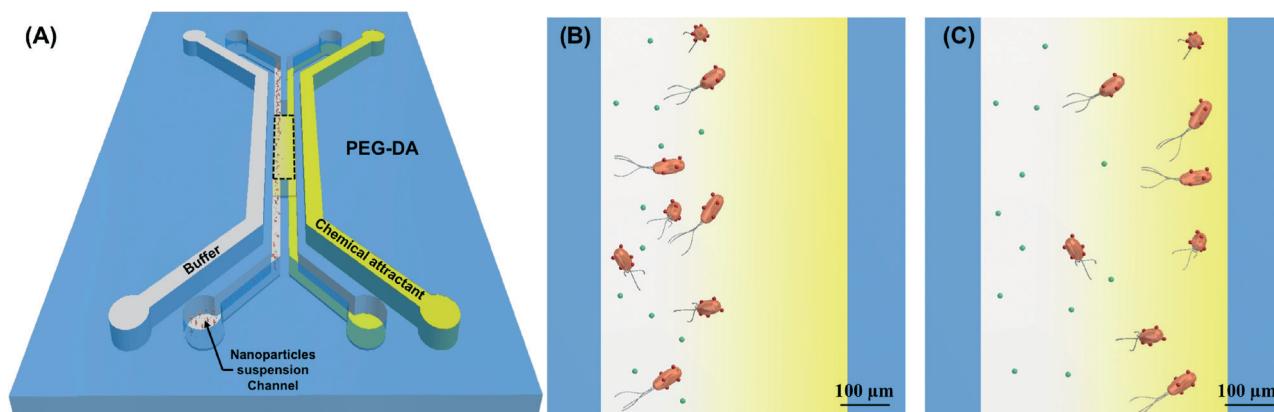 (A)
PEG-DA
Buffer
Chemical attractant
Nanoparticles
suspension
Channel
(B)
100 µm
(C)
100 µm